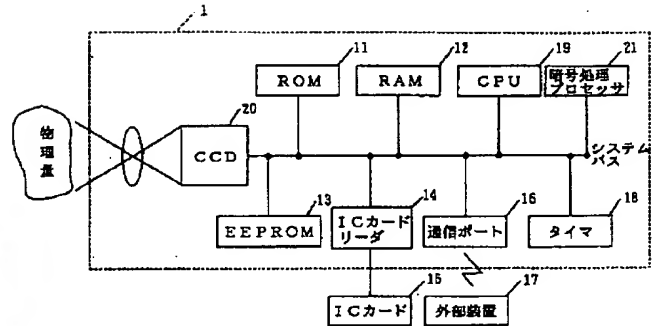 1
11
12
19
21
ROM
RAM
CPU
暗号処理
プロセッサ
20
物
理
量
CCD
システム
バス
13
14
16
18
EEPROM
ICカード
リーダ
通信ポート
タイマ
15
17
ICカード
外部装置